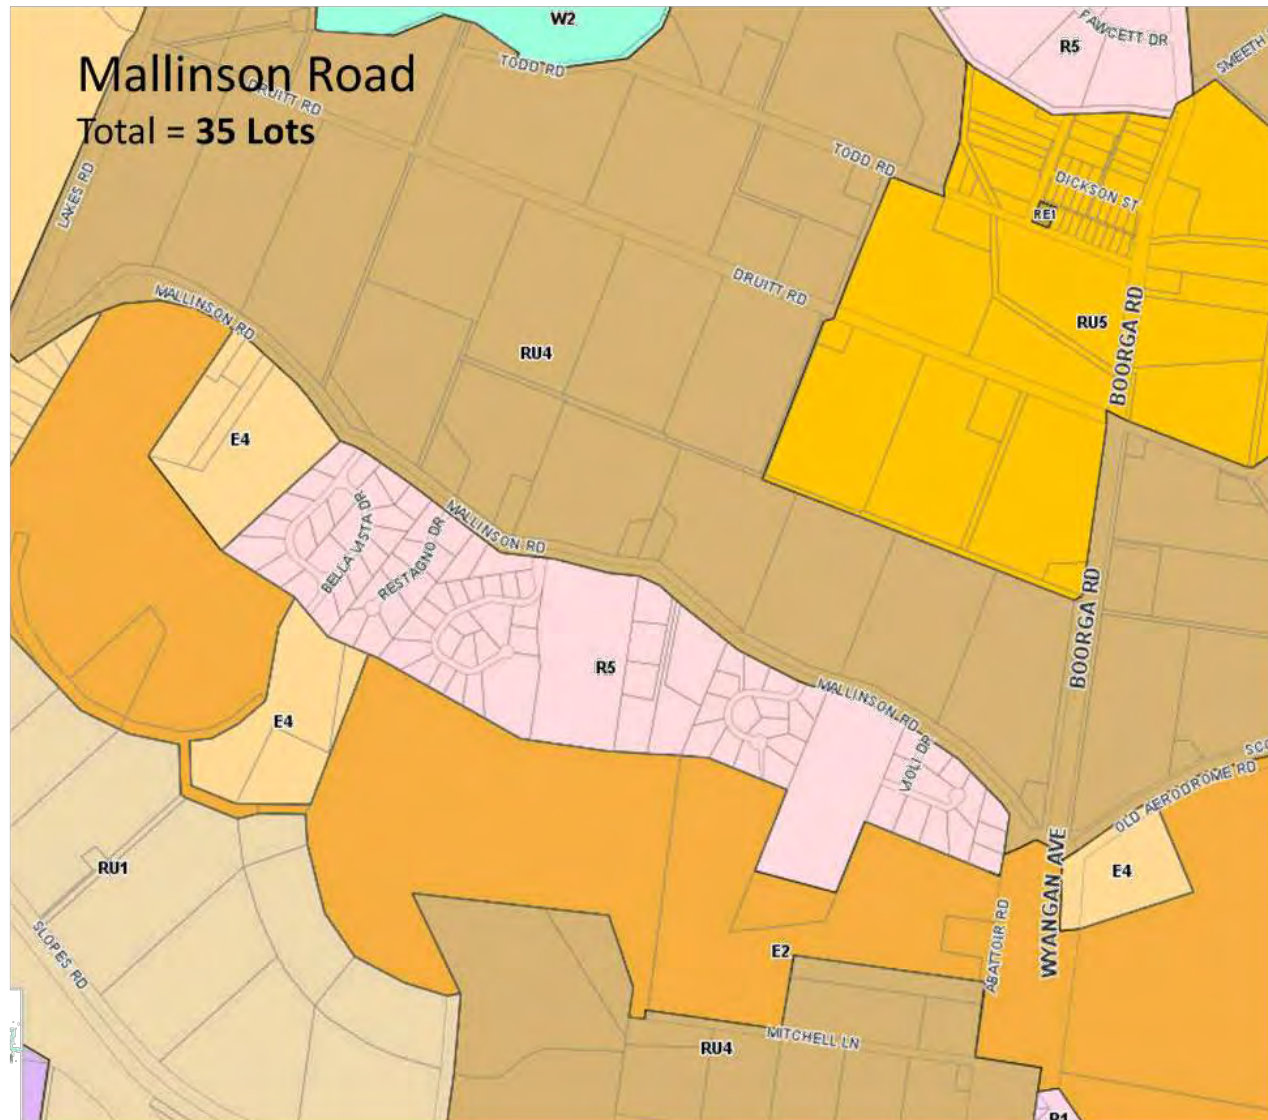 W2
FAWCETT DR
R5
SMEETH
TODD RD
Mallinson Road
DRUITT RD
Total = 35 Lots
TODD RD
LAKES RD
DICKSON ST
RE1
DRUITT RD
MALLINSON RD
BOORGA RD
RU5
RU4
E4
BELLA VISTA DR
RESTAGNO DR
MALLINSON RD
BOORGA RD
R5
MALLINSON RD
E4
VIOLI DR
SCO
OLD AERODROME RD
RU1
E4
WYANGAN AVE
ABATTOIR RD
SLOPES RD
E2
MITCHELL LN
RU4
R1